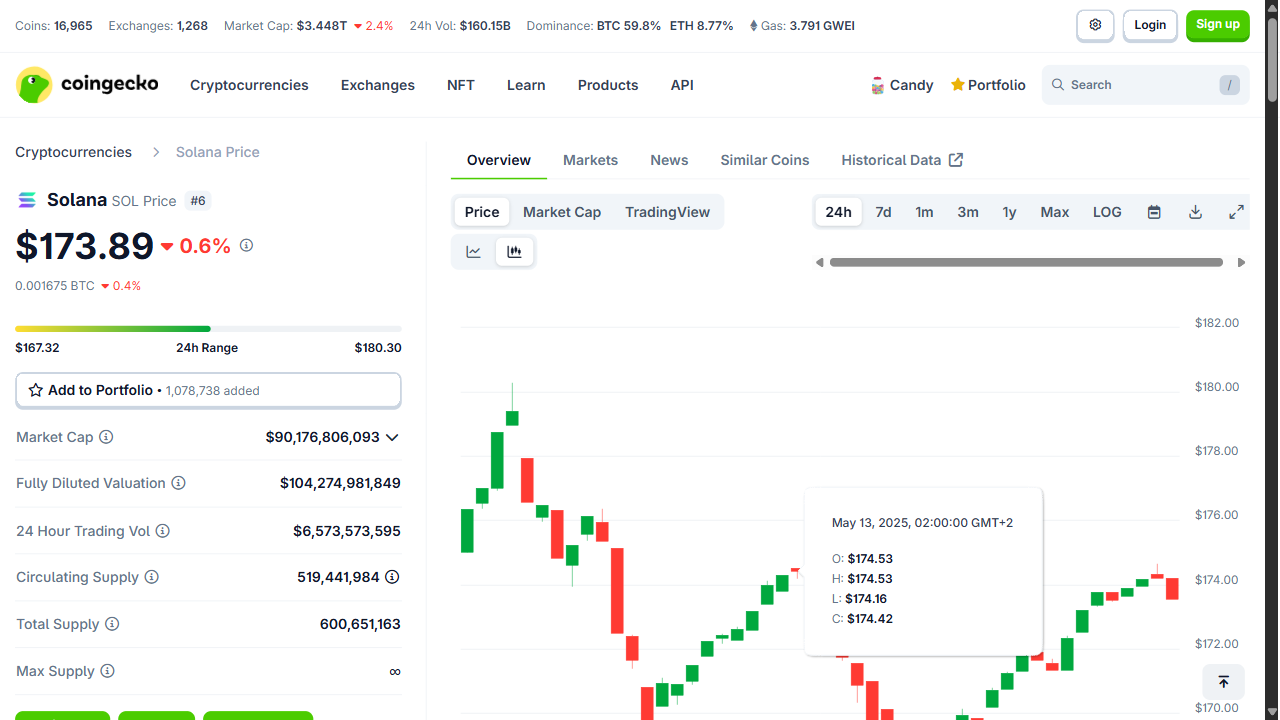 Coins: 16,965 Exchanges: 1,268 Market Cap: $3.448T 2.4% 24h Vol: $160.15B Dominance: BTC 59.8% ETH 8.77% Gas: 3.791 GWEI Login Sign up
coingecko Cryptocurrencies Exchanges NFT Learn Products API Candy Portfolio Search /
Cryptocurrencies Solana Price
Overview Markets News Similar Coins Historical Data
Solana SOL Price #6
Price Market Cap TradingView 24h 7d 1m 3m 1y Max LOG
$173.89 0.6%
0.001675 BTC 0.4%
$167.32 24h Range $180.30
Add to Portfolio • 1,078,738 added
Market Cap $90,176,806,093
Fully Diluted Valuation $104,274,981,849
24 Hour Trading Vol $6,573,573,595
Circulating Supply 519,441,984
Total Supply 600,651,163
Max Supply ∞
$182.00
$180.00
$178.00
$176.00
$174.00
$172.00
$170.00
May 13, 2025, 02:00:00 GMT+2
O: $174.53
H: $174.53
L: $174.16
C: $174.42